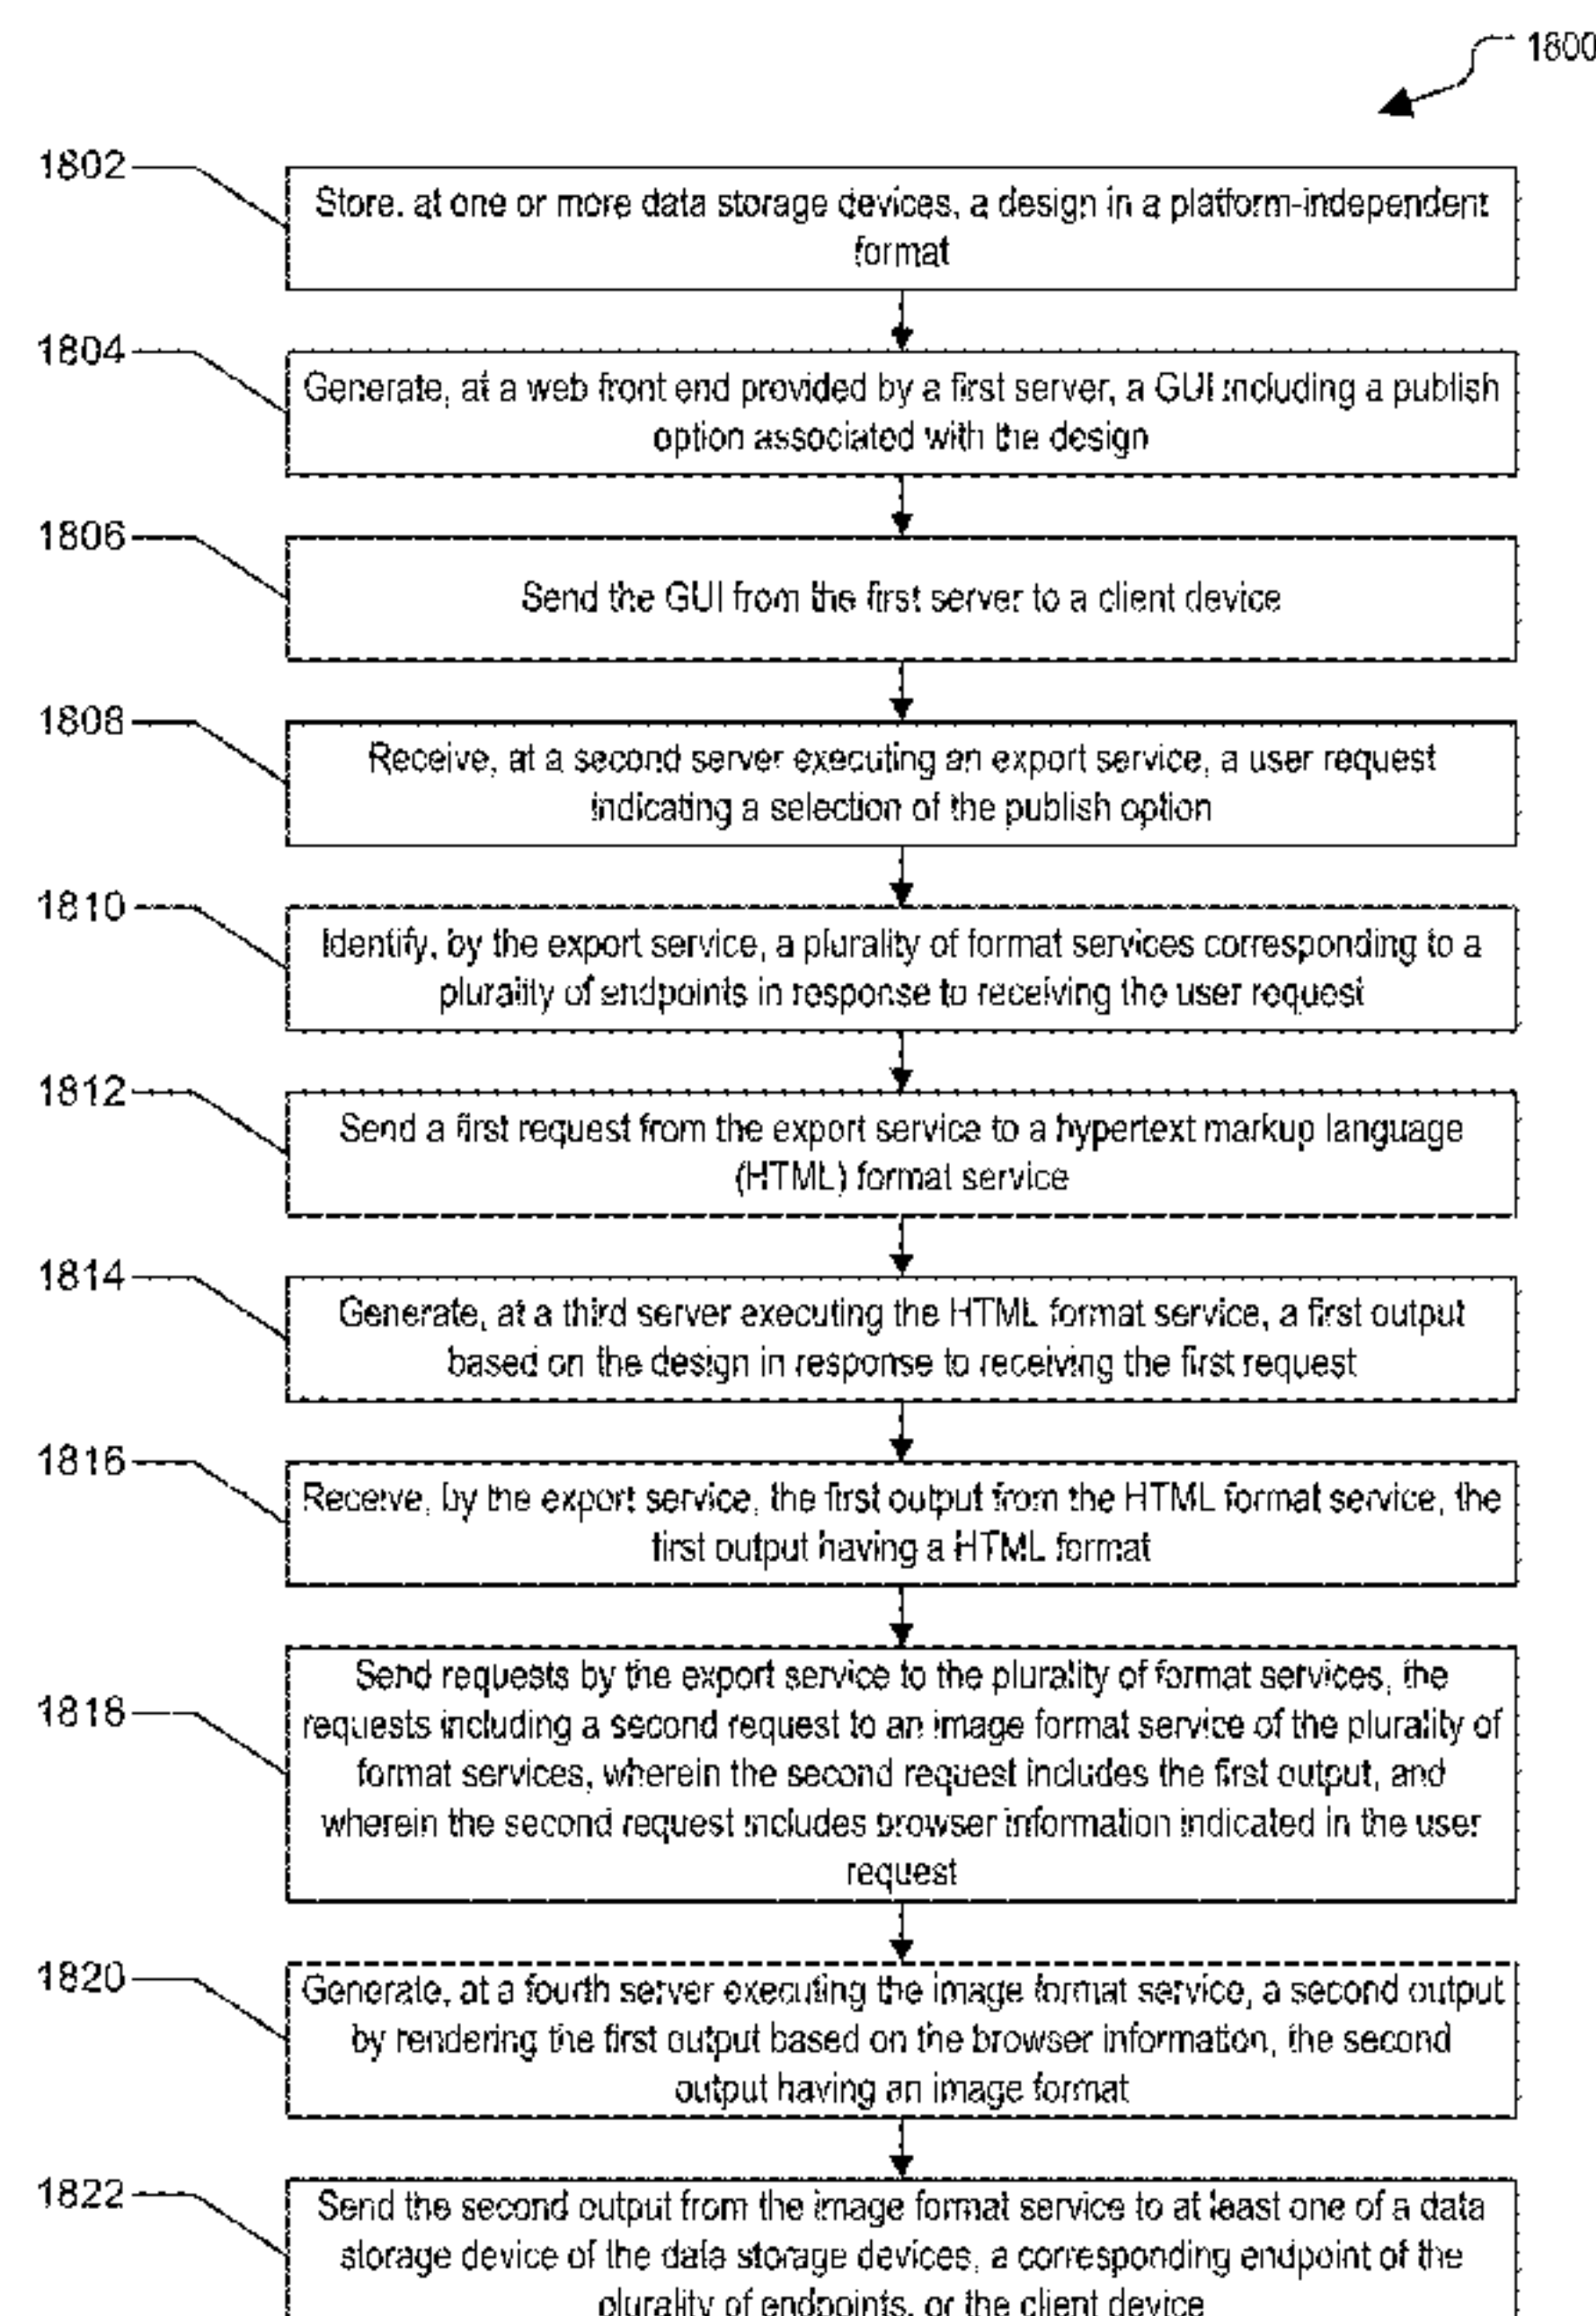 1800
1802
Store, at one or more data storage devices, a design in a platform-independent
format
1804
Generate, at a web front end provided by a first server, a GUI including a publish
option associated with the design
1806
Send the GUI from the first server to a client device
1808
Receive, at a second server executing an export service, a user request
indicating a selection of the publish option
1810
Identify, by the export service, a plurality of format services corresponding to a
plurality of endpoints in response to receiving the user request
1812
Send a first request from the export service to a hypertext markup language
(HTML) format service
1814
Generate, at a third server executing the HTML format service, a first output
based on the design in response to receiving the first request
1816
Receive, by the export service, the first output from the HTML format service, the
first output having a HTML format
1818
Send requests by the export service to the plurality of format services, the
requests including a second request to an image format service of the plurality of
format services, wherein the second request includes the first output, and
wherein the second request includes browser information indicated in the user
request
1820
Generate, at a fourth server executing the image format service, a second output
by rendering the first output based on the browser information, the second
output having an image format
1822
Send the second output from the image format service to at least one of a data
storage device of the data storage devices, a corresponding endpoint of the
plurality of endpoints, or the client device